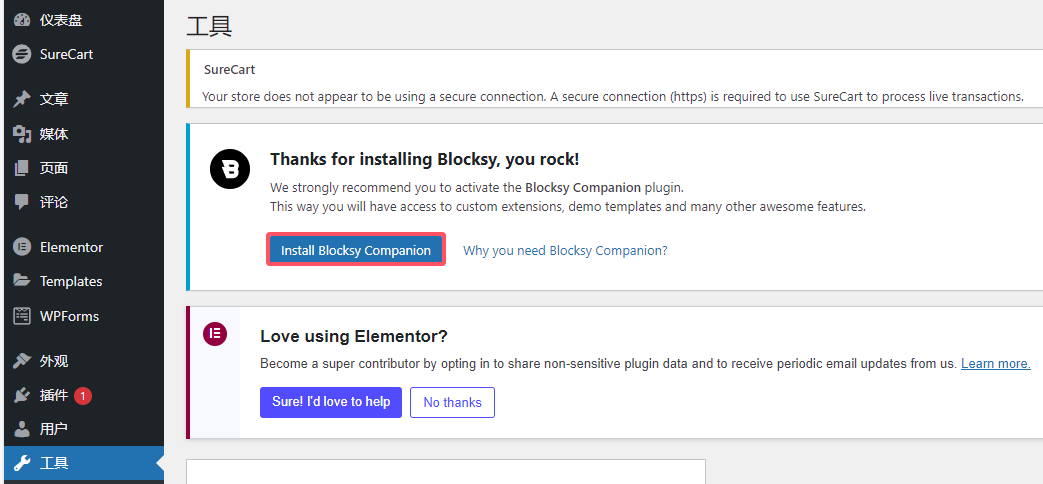 仪表盘
SureCart
文章
媒体
页面
评论
Elementor
Templates
WPForms
外观
插件 1
用户
工具
工具
SureCart
Your store does not appear to be using a secure connection. A secure connection (https) is required to use SureCart to process live transactions.
Thanks for installing Blocksy, you rock!
We strongly recommend you to activate the Blocksy Companion plugin.
This way you will have access to custom extensions, demo templates and many other awesome features.
Install Blocksy Companion Why you need Blocksy Companion?
Love using Elementor?
Become a super contributor by opting in to share non-sensitive plugin data and to receive periodic email updates from us. Learn more.
Sure! I'd love to help No thanks